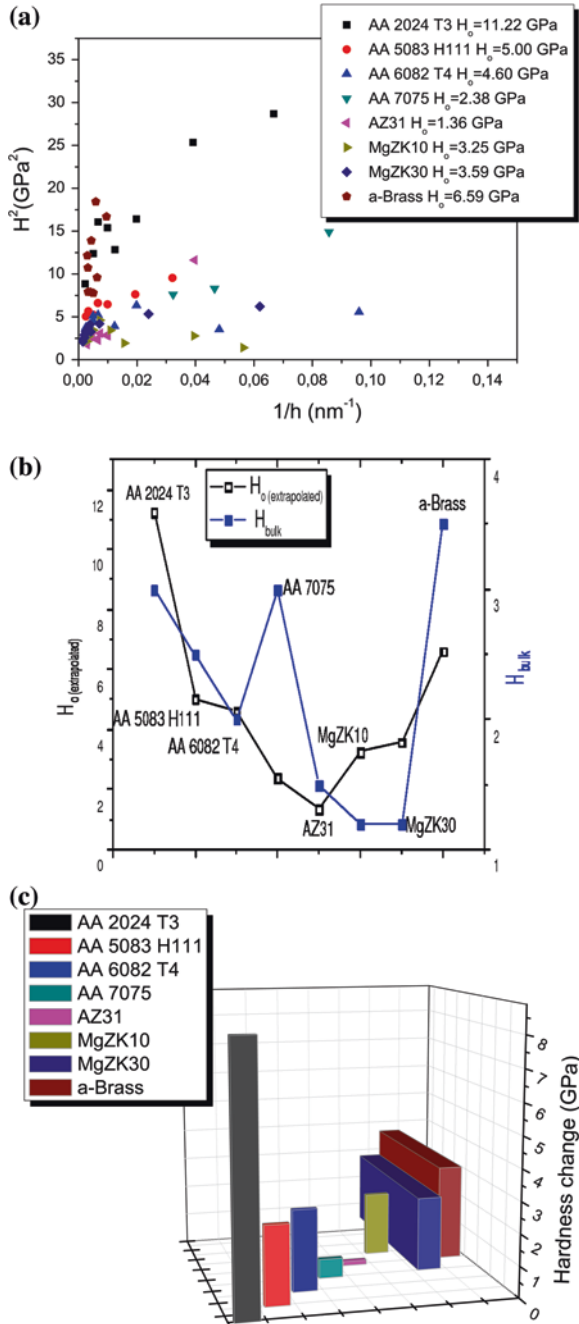 (a)
AA 2024 T3 Ho=11.22 GPa
AA 5083 H111 Ho=5.00 GPa
AA 6082 T4 Ho=4.60 GPa
AA 7075 Ho=2.38 GPa
AZ31 Ho=1.36 GPa
MgZK10 Ho=3.25 GPa
MgZK30 Ho=3.59 GPa
a-Brass Ho=6.59 GPa
H²(GPa²)
35
30
25
20
15
10
5
0
0,00 0,02 0,04 0,06 0,08 0,10 0,12 0,14
1/h (nm⁻¹)
(b)
Ho (extrapolated)
Hbulk
AA 2024 T3
a-Brass
AA 7075
AA 5083 H111
AA 6082 T4
MgZK10
AZ31
MgZK30
Ho (extrapolated)
12
10
8
6
4
2
0
Hbulk
4
3
2
1
(c)
AA 2024 T3
AA 5083 H111
AA 6082 T4
AA 7075
AZ31
MgZK10
MgZK30
a-Brass
8
7
6
5
4
3
2
1
0
Hardness change (GPa)